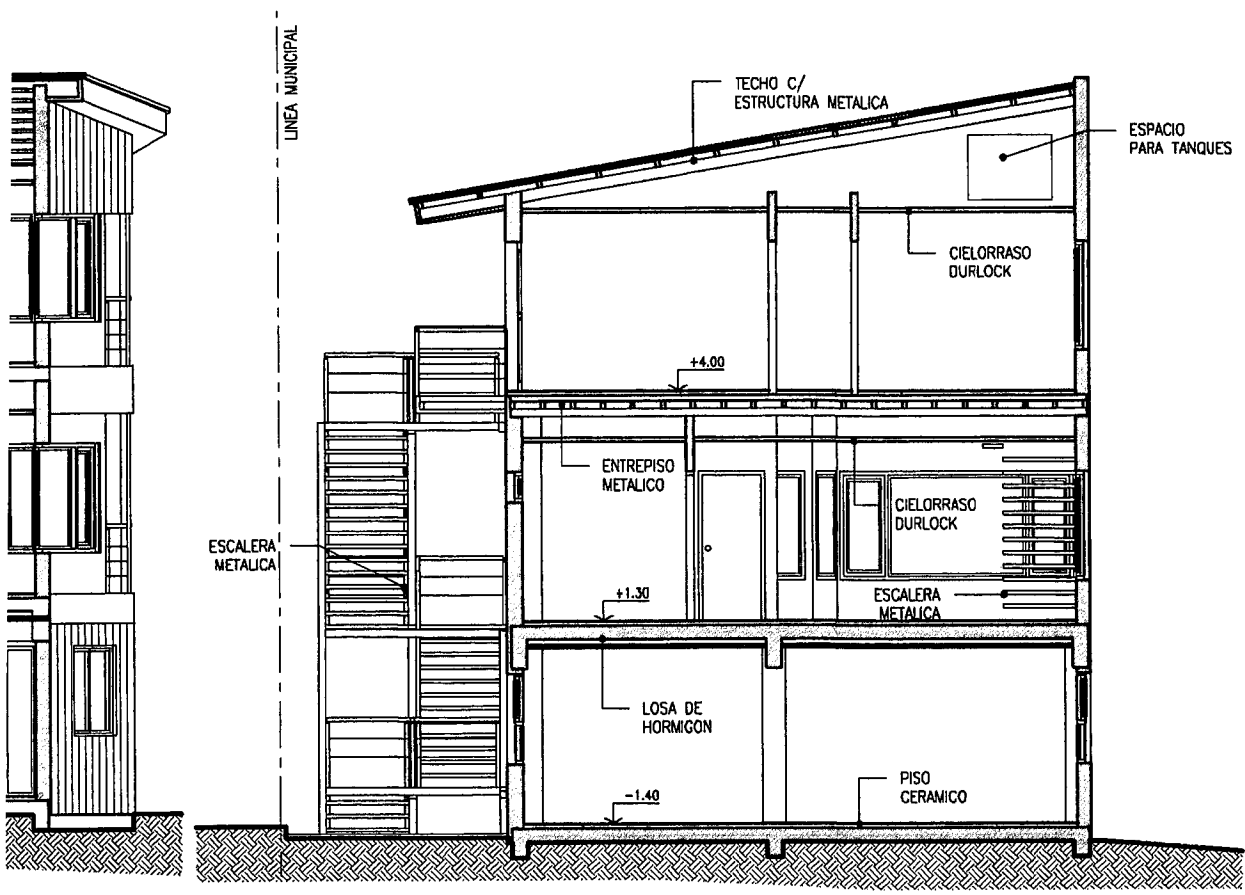 LINEA MUNICIPAL
TECHO C/
ESTRUCTURA METALICA
ESPACIO
PARA TANQUES
CIELORRASO
DURLOCK
+4.00
ENTREPISO
METALICO
CIELORRASO
DURLOCK
ESCALERA
METALICA
+1.30
ESCALERA
METALICA
LOSA DE
HORMIGON
PISO
CERAMICO
-1.40